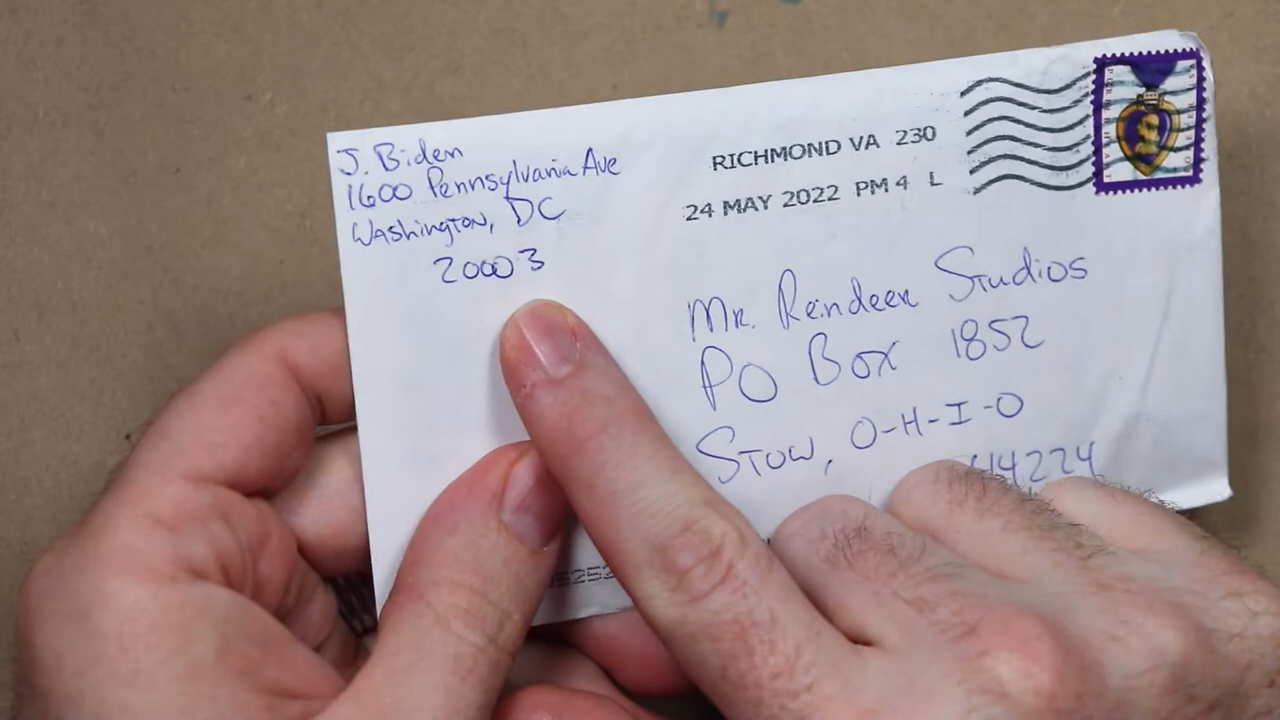 J. Biden
1600 Pennsylvania Ave
Washington, DC
20003
RICHMOND VA 230
24 MAY 2022 PM 4 L
Mr. Reindeer Studios
PO Box 1852
Stow, O-H-I-O
44224